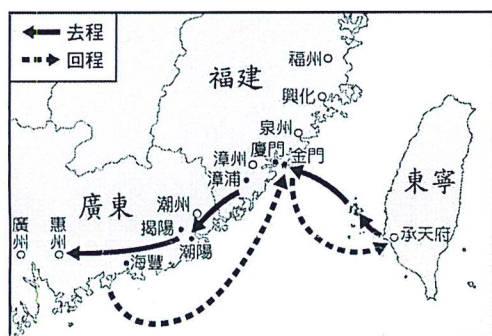 去程
回程
福建
福州
興化
泉州
廈門
金門
漳州
漳浦
東寧
承天府
廣東
潮州
揭陽
潮陽
惠州
廣州
海豐